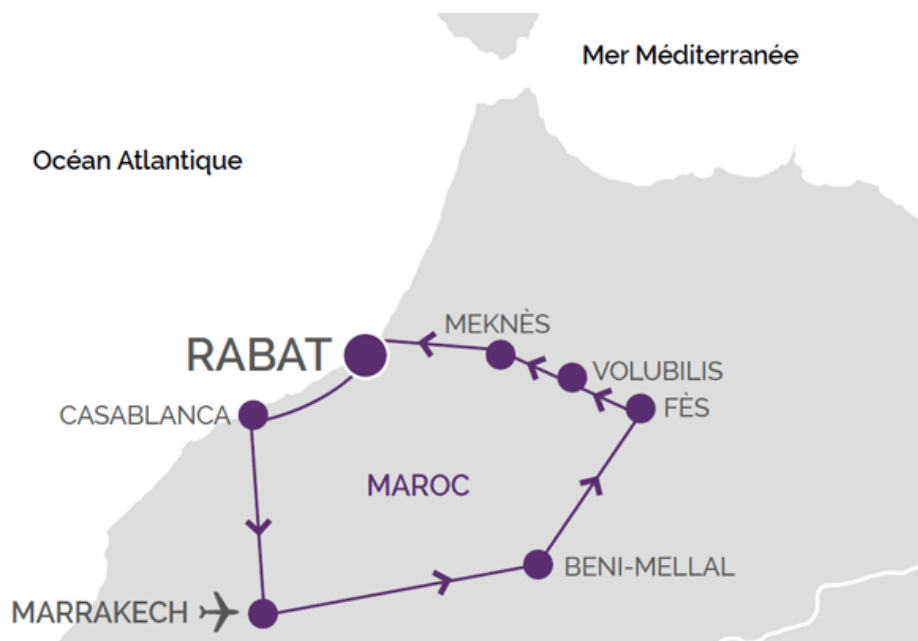 Mer Méditerranée
Océan Atlantique
MEKNÈS
RABAT
VOLUBILIS
CASABLANCA
FÈS
MAROC
BENI-MELLAL
MARRAKECH